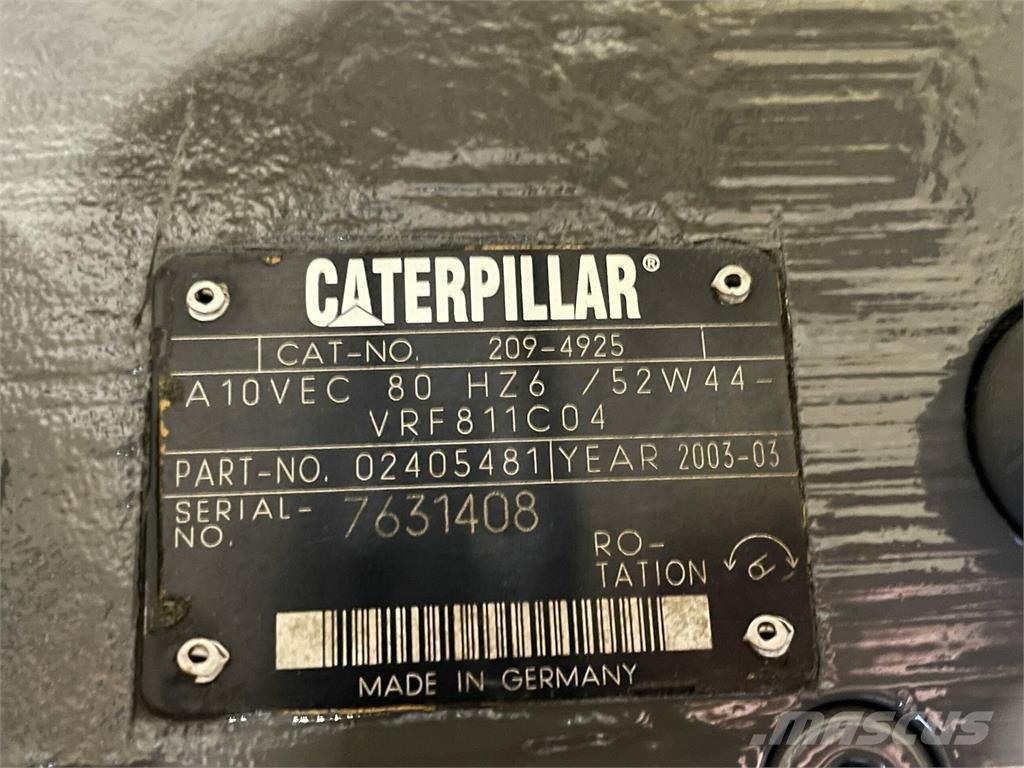 CATERPILLAR®
CAT-NO. 209-4925
A10VEC 80 HZ6 /52W44-
VRF811C04
PART-NO. 02405481 YEAR 2003-03
SERIAL-
NO. 7631408
RO-
TATION
MADE IN GERMANY
MASCUS